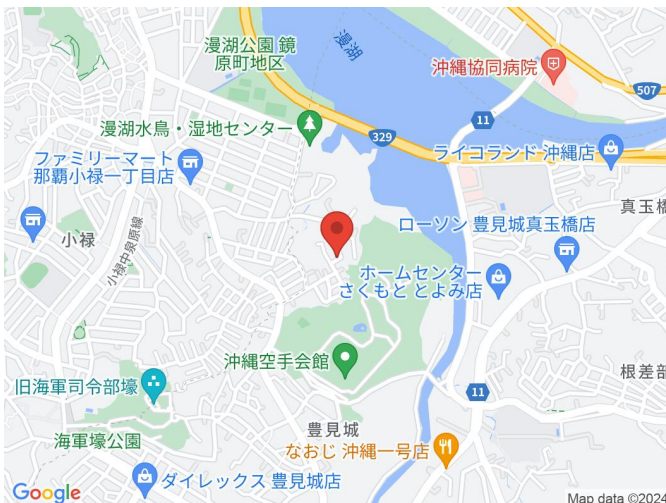 漫湖公園 鏡
原町地区
漫湖
沖縄協同病院
507
11
漫湖水鳥・湿地センター
329
ライコランド 沖縄店
ファミリーマート
那覇小禄一丁目店
真玉橋
ローソン 豊見城真玉橋店
小禄
小禄中泉原線
ホームセンター
さくもと とよみ店
沖縄空手会館
旧海軍司令部壕
11
根差部
豊見城
海軍壕公園
なおじ 沖縄一号店
ダイレックス 豊見城店
Google
Map data ©2024